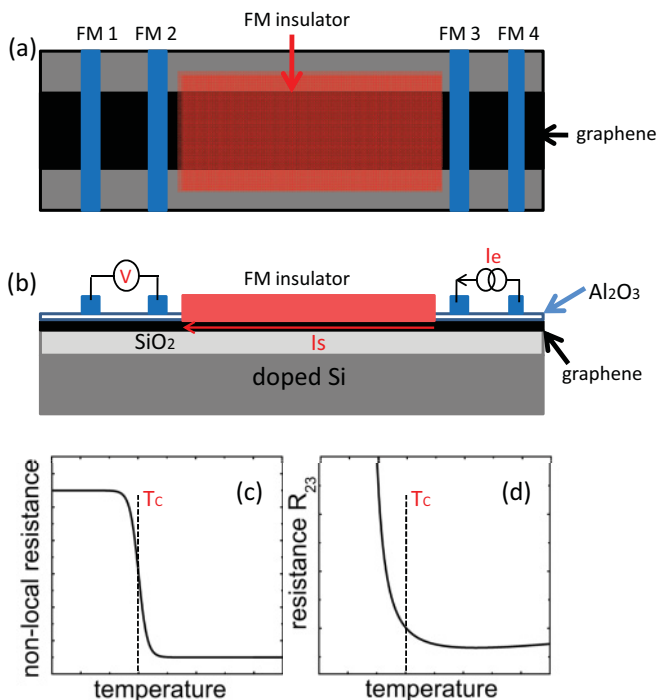 (a)
FM 1 FM 2 FM insulator FM 3 FM 4
graphene
(b)
V FM insulator Ie
Al2O3
SiO2 Is
doped Si graphene
non-local resistance
Tc (c)
temperature
resistance R23
Tc (d)
temperature